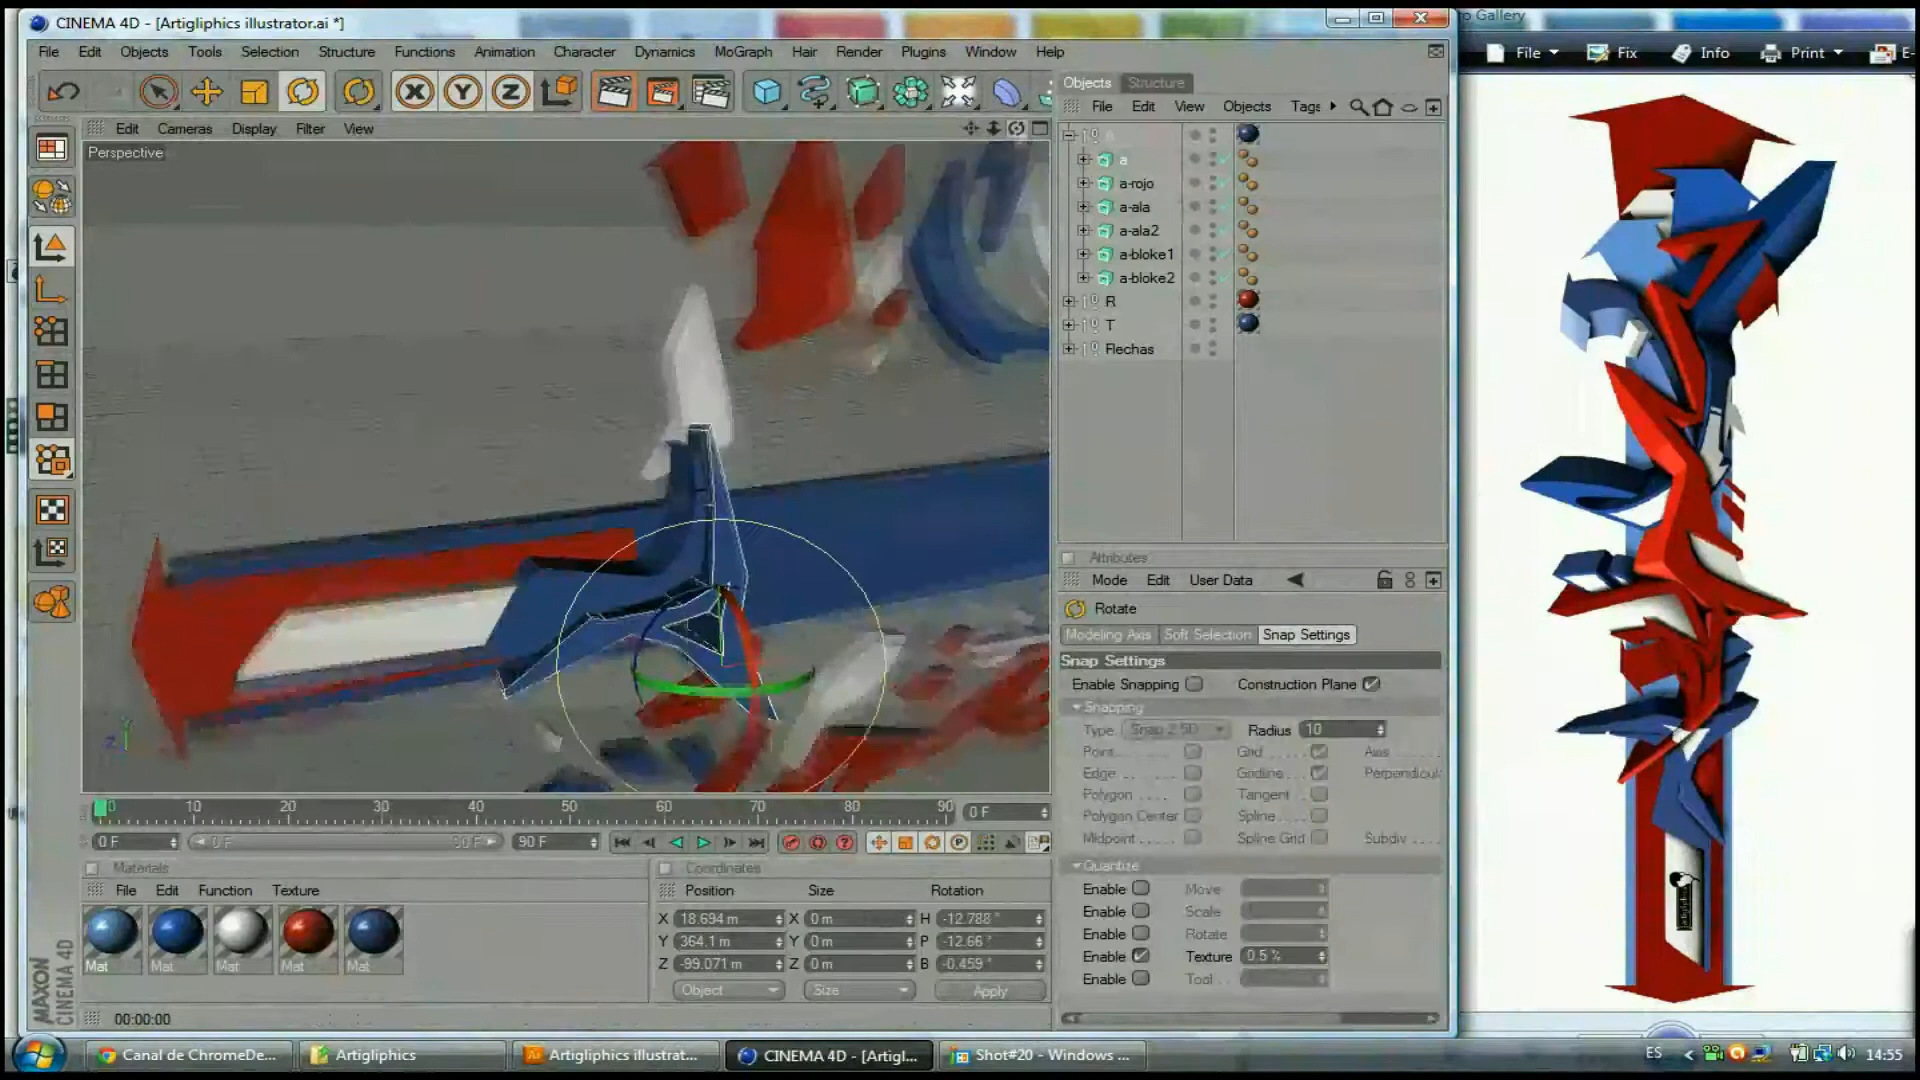 CINEMA 4D - [Artigliphics illustrator.ai *]
o Gallery
File Edit Objects Tools Selection Structure Functions Animation Character Dynamics MoGraph Hair Render Plugins Window Help
File Fix Info Print E-
X Y Z
Objects Structure
File Edit View Objects Tags
Edit Cameras Display Filter View
Perspective
a
a-rojo
a-ala
a-ala2
a-bloke1
a-bloke2
R
T
Flechas
Attributes
Mode Edit User Data
Rotate
Modeling Axis Soft Selection Snap Settings
Snap Settings
Enable Snapping Construction Plane
Snapping
Type Snap 2.5D Radius 10
Point Grid Axis
Edge Gridline Perpendicul
Polygon Tangent
Polygon Center Spline
Midpoint Spline Grid Subdiv
Quantize
Enable Move
Enable Scale
Enable Rotate
Enable Texture 0.5 %
Enable Tool
Y
Z
0 10 20 30 40 50 60 70 80 90 0 F
0 F 0 F 90 F 90 F
Materials
File Edit Function Texture
Mat Mat Mat Mat Mat
Coordinates
Position Size Rotation
X 18.694 m X 0 m H -12.788 °
Y 364.1 m Y 0 m P -12.66 °
Z -99.071 m Z 0 m B -0.459 °
Object Size Apply
MAXON
CINEMA 4D
00:00:00
Canal de ChromeDe... Artigliphics Artigliphics illustrat... CINEMA 4D - [Artigl... Shot#20 - Windows ... ES 14:55